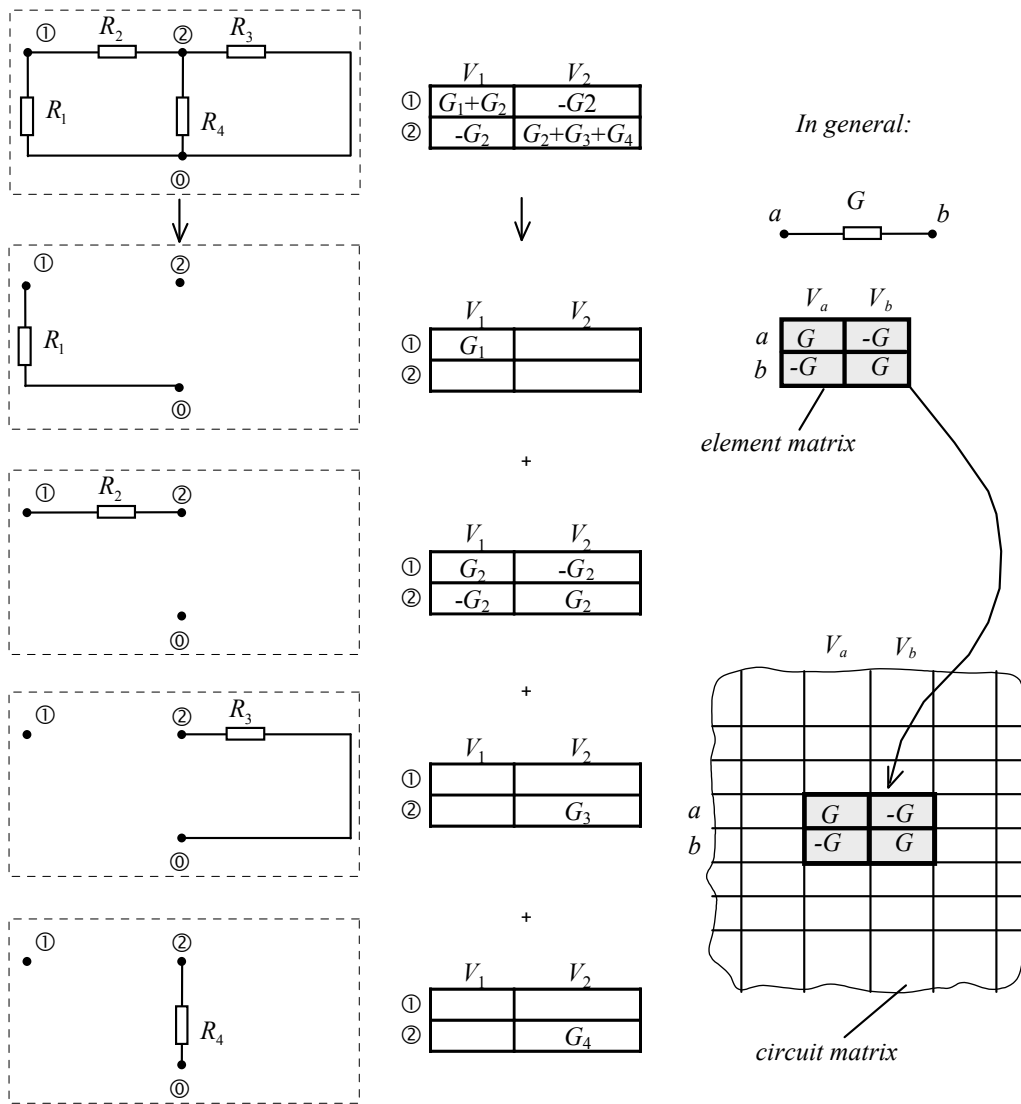 ① R₂ ② R₃
R₁ R₄
⓪
V₁ V₂
① G₁+G₂ -G2
② -G₂ G₂+G₃+G₄
In general:
a G b
① ②
R₁
⓪
V₁ V₂
① G₁
②
Vₐ V_b
a G -G
b -G G
element matrix
+
① R₂ ②
⓪
V₁ V₂
① G₂ -G₂
② -G₂ G₂
+
① ② R₃
⓪
V₁ V₂
①
② G₃
Vₐ V_b
a G -G
b -G G
+
① ②
R₄
⓪
V₁ V₂
①
② G₄
circuit matrix